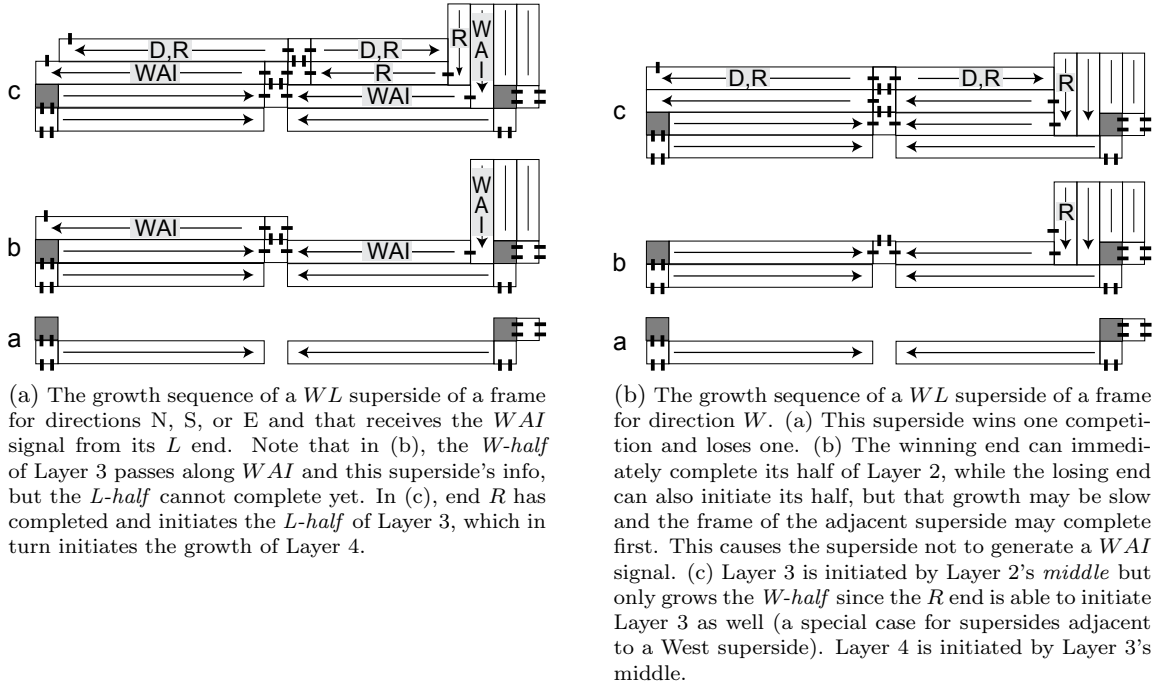 D,R D,R R W A I
WAI R
c WAI
W A I
WAI
b WAI
a
(a) The growth sequence of a WL superside of a frame
for directions N, S, or E and that receives the WAI
signal from its L end. Note that in (b), the W-half
of Layer 3 passes along WAI and this superside's info,
but the L-half cannot complete yet. In (c), end R has
completed and initiates the L-half of Layer 3, which in
turn initiates the growth of Layer 4.
D,R D,R R
c
R
b
a
(b) The growth sequence of a WL superside of a frame
for direction W. (a) This superside wins one competi-
tion and loses one. (b) The winning end can immedi-
ately complete its half of Layer 2, while the losing end
can also initiate its half, but that growth may be slow
and the frame of the adjacent superside may complete
first. This causes the superside not to generate a WAI
signal. (c) Layer 3 is initiated by Layer 2's middle but
only grows the W-half since the R end is able to initiate
Layer 3 as well (a special case for supersides adjacent
to a West superside). Layer 4 is initiated by Layer 3's
middle.